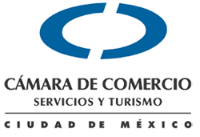 CÁMARA DE COMERCIO
SERVICIOS Y TURISMO
CIUDAD DE MÉXICO